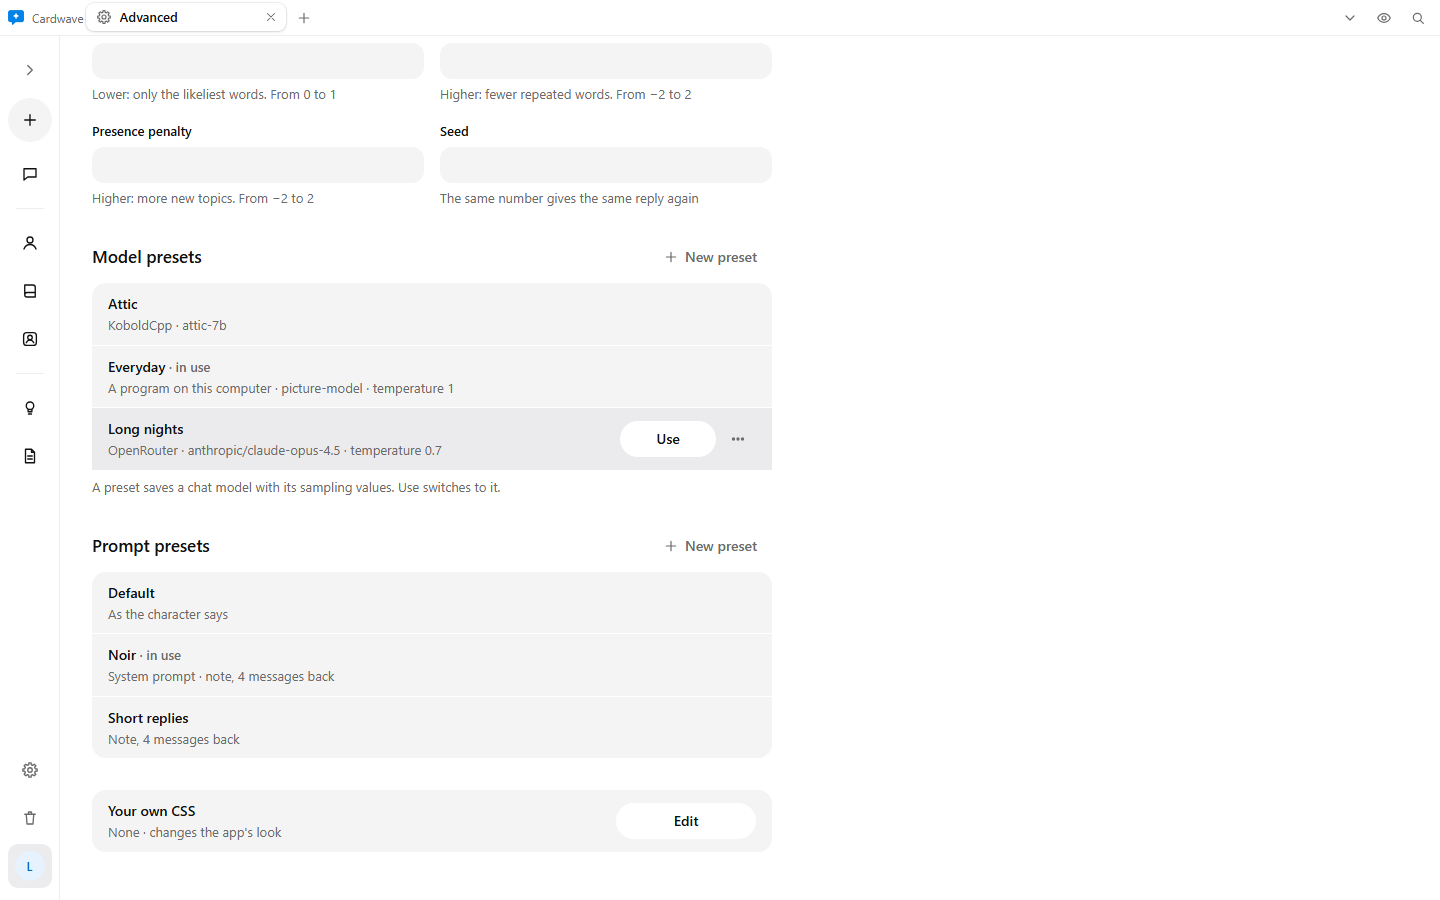 Cardwave
Advanced
Lower: only the likeliest words. From 0 to 1
Higher: fewer repeated words. From −2 to 2
Presence penalty
Seed
Higher: more new topics. From −2 to 2
The same number gives the same reply again
Model presets
New preset
Attic
KoboldCpp · attic-7b
Everyday · in use
A program on this computer · picture-model · temperature 1
Long nights
OpenRouter · anthropic/claude-opus-4.5 · temperature 0.7
Use
A preset saves a chat model with its sampling values. Use switches to it.
Prompt presets
New preset
Default
As the character says
Noir · in use
System prompt · note, 4 messages back
Short replies
Note, 4 messages back
Your own CSS
None · changes the app's look
Edit
L